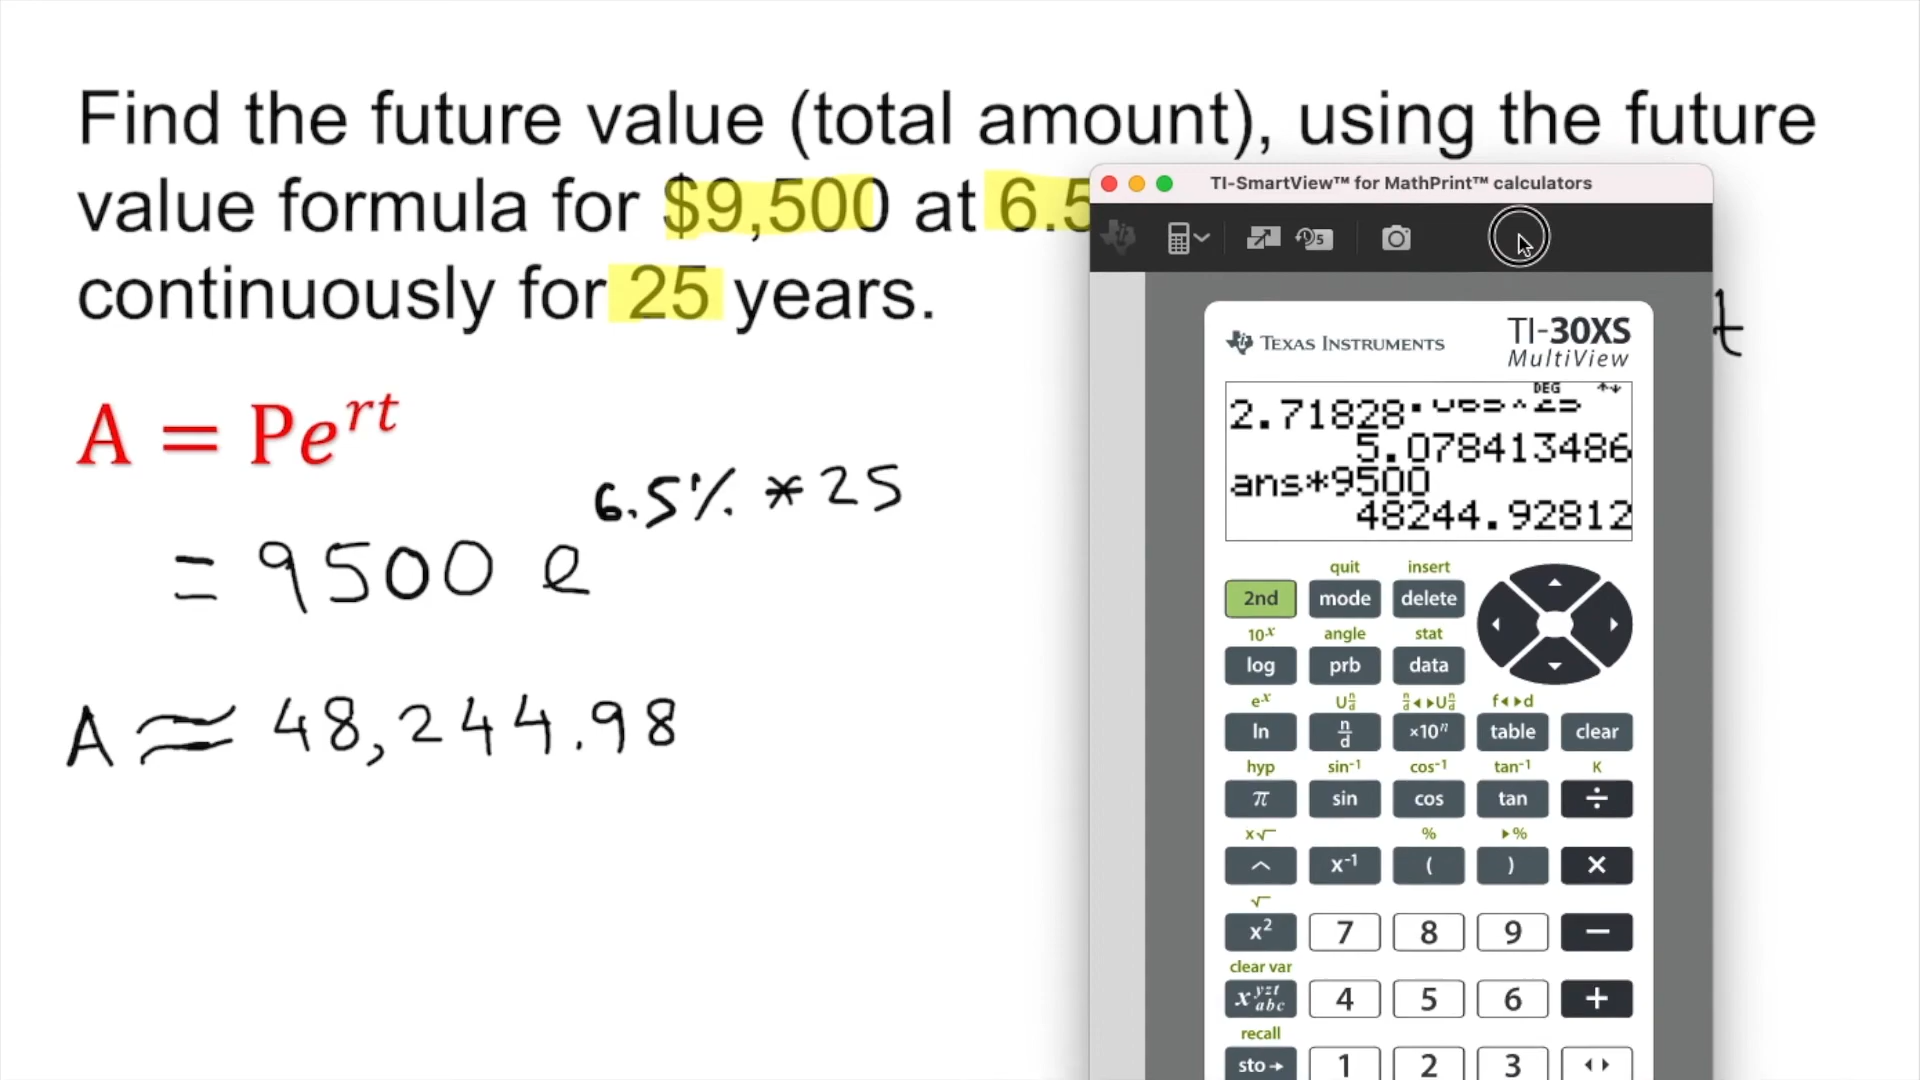 Find the future value (total amount), using the future
value formula for $9,500 at 6.5
continuously for 25 years.
t
A = Pe^rt
6.5% * 25
= 9500 e
A ≈ 48,244.98
TI-SmartView™ for MathPrint™ calculators
5
TEXAS INSTRUMENTS
TI-30XS
MultiView
DEG
2.71828
5.078413486
ans*9500
48244.92812
quit insert
2nd mode delete
10^x angle stat
log prb data
e^x U n/d n/d ◂▸ U n/d f◂▸d
ln n/d ×10^n table clear
hyp sin⁻¹ cos⁻¹ tan⁻¹ K
π sin cos tan ÷
x√ % ▸%
^ x⁻¹ ( ) ×
√
x² 7 8 9 −
clear var
x yzt abc 4 5 6 +
recall
sto→ 1 2 3 ◂▸